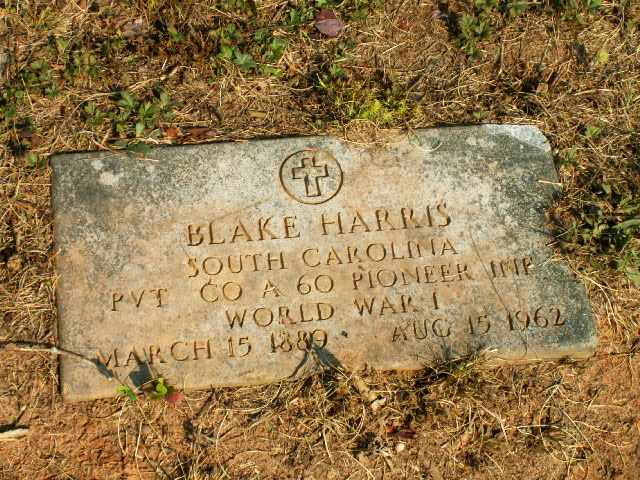 BLAKE HARRIS
SOUTH CAROLINA
PVT CO A 60 PIONEER INF
WORLD WAR I
MARCH 15 1889 AUG 15 1962